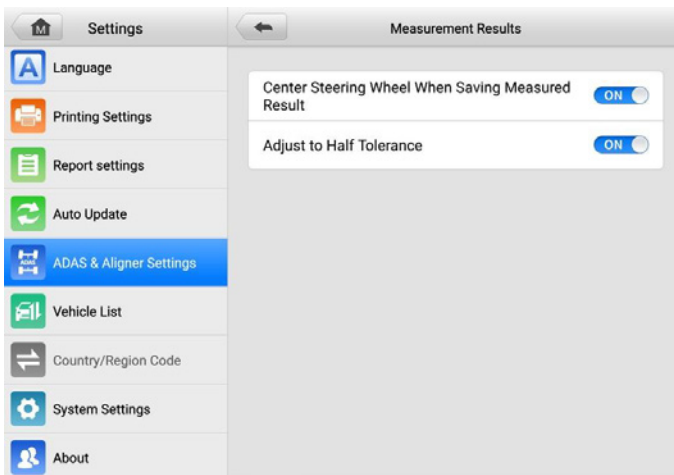 M
Settings
Measurement Results
A
Language
Printing Settings
Report settings
Auto Update
ADAS
ADAS & Aligner Settings
Vehicle List
Country/Region Code
System Settings
About
Center Steering Wheel When Saving Measured
Result
ON
Adjust to Half Tolerance
ON